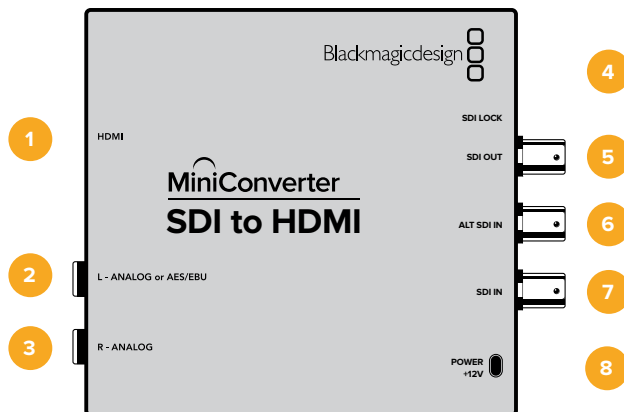 Blackmagicdesign
4
SDI LOCK
1
HDMI
SDI OUT
5
MiniConverter
SDI to HDMI
ALT SDI IN
6
2
L - ANALOG or AES/EBU
SDI IN
7
3
R - ANALOG
POWER
+12V
8